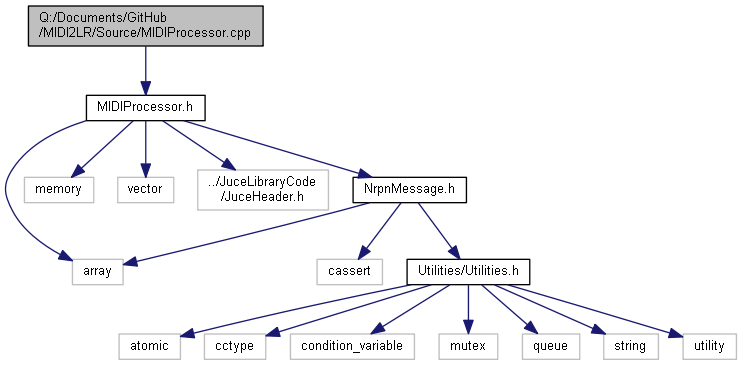 Q:/Documents/GitHub
/MIDI2LR/Source/MIDIProcessor.cpp
MIDIProcessor.h
memory
vector
../JuceLibraryCode
/JuceHeader.h
NrpnMessage.h
array
cassert
Utilities/Utilities.h
atomic
cctype
condition_variable
mutex
queue
string
utility